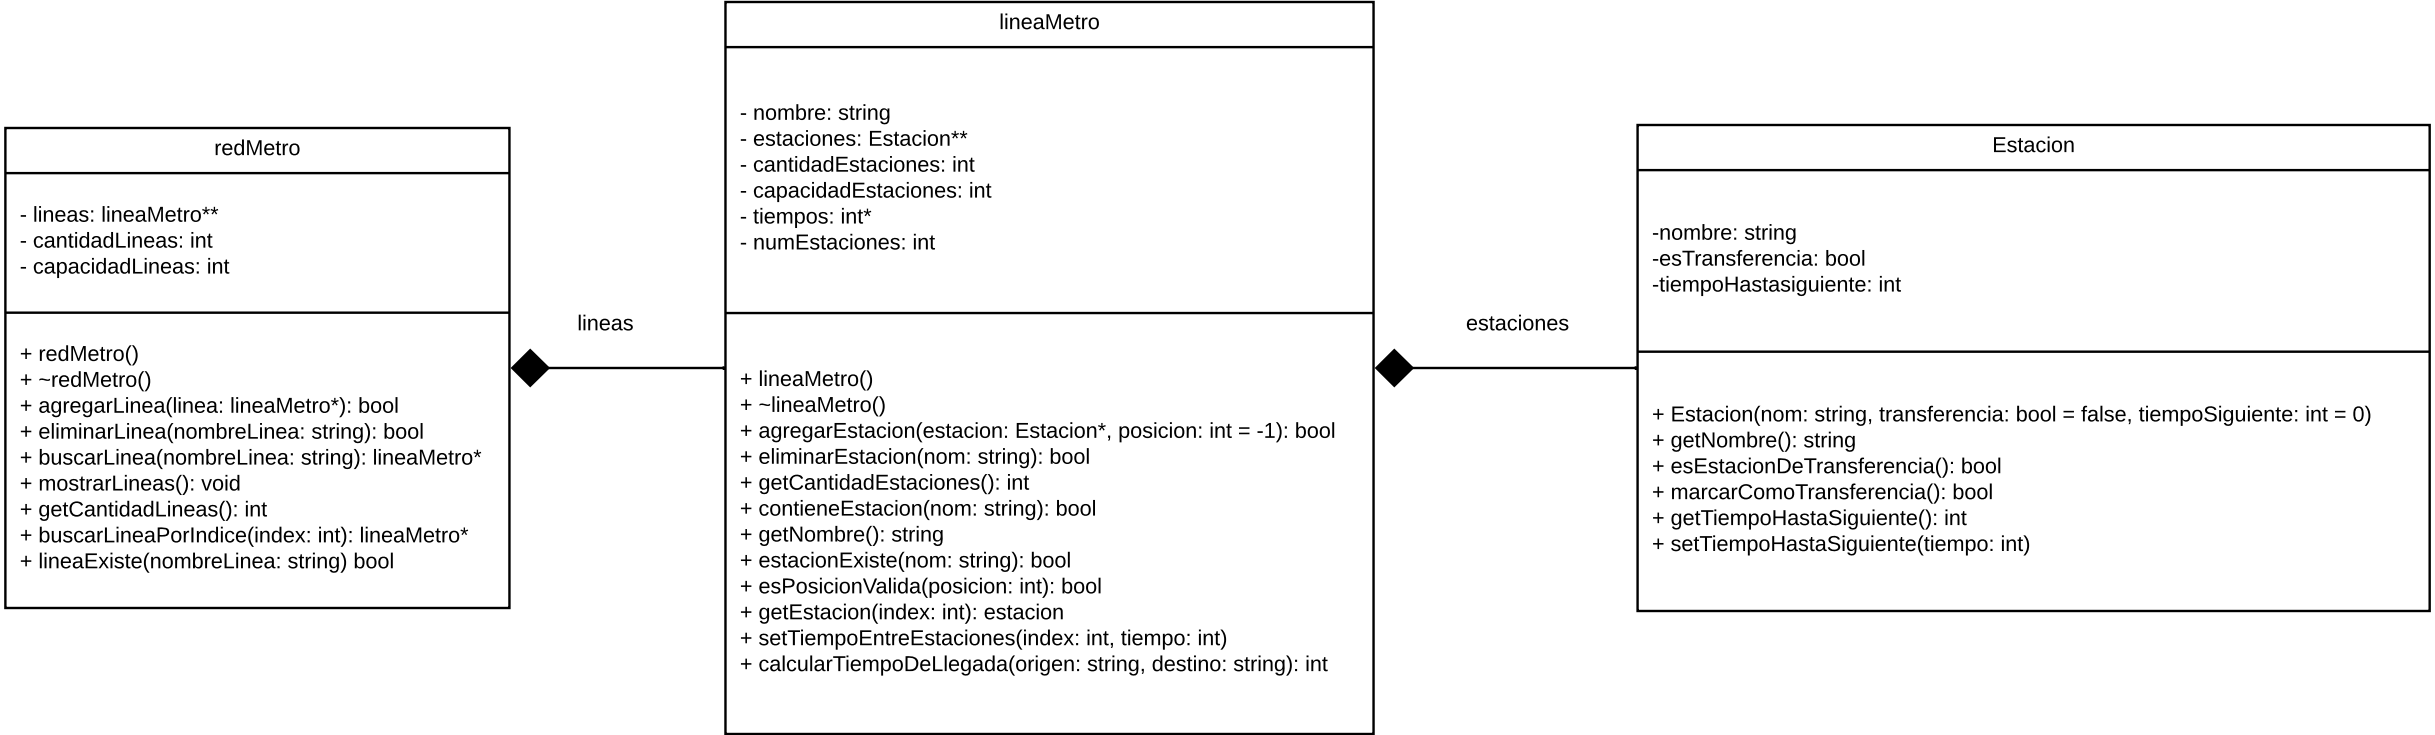 redMetro
- lineas: lineaMetro**
- cantidadLineas: int
- capacidadLineas: int
+ redMetro()
+ ~redMetro()
+ agregarLinea(linea: lineaMetro*): bool
+ eliminarLinea(nombreLinea: string): bool
+ buscarLinea(nombreLinea: string): lineaMetro*
+ mostrarLineas(): void
+ getCantidadLineas(): int
+ buscarLineaPorIndice(index: int): lineaMetro*
+ lineaExiste(nombreLinea: string) bool
lineas
lineaMetro
- nombre: string
- estaciones: Estacion**
- cantidadEstaciones: int
- capacidadEstaciones: int
- tiempos: int*
- numEstaciones: int
+ lineaMetro()
+ ~lineaMetro()
+ agregarEstacion(estacion: Estacion*, posicion: int = -1): bool
+ eliminarEstacion(nom: string): bool
+ getCantidadEstaciones(): int
+ contieneEstacion(nom: string): bool
+ getNombre(): string
+ estacionExiste(nom: string): bool
+ esPosicionValida(posicion: int): bool
+ getEstacion(index: int): estacion
+ setTiempoEntreEstaciones(index: int, tiempo: int)
+ calcularTiempoDeLlegada(origen: string, destino: string): int
estaciones
Estacion
-nombre: string
-esTransferencia: bool
-tiempoHastasiguiente: int
+ Estacion(nom: string, transferencia: bool = false, tiempoSiguiente: int = 0)
+ getNombre(): string
+ esEstacionDeTransferencia(): bool
+ marcarComoTransferencia(): bool
+ getTiempoHastaSiguiente(): int
+ setTiempoHastaSiguiente(tiempo: int)